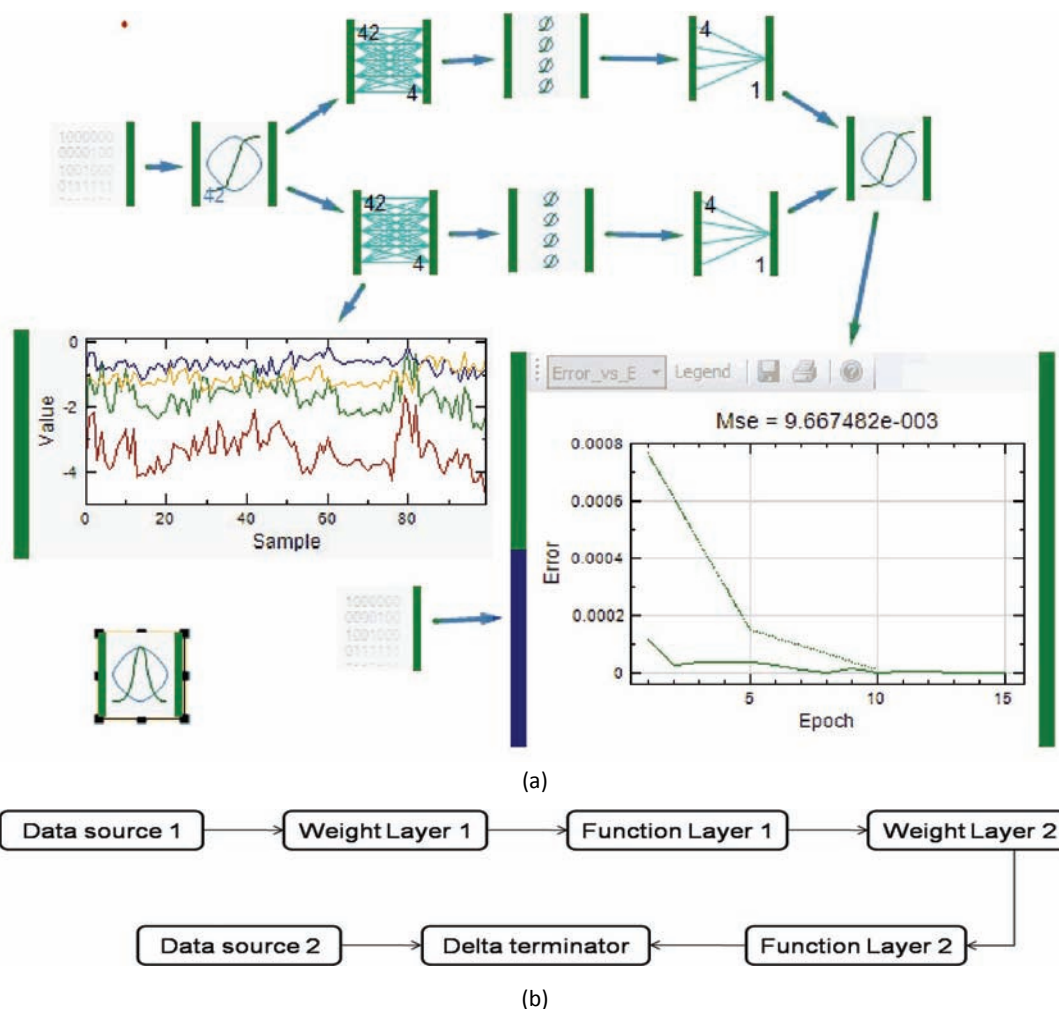 42
4
∅
∅
∅
∅
4
1
1000000
0000100
1001000
0111111
42
42
4
∅
∅
∅
∅
4
1
0
-2
-4
Value
0
20
40
60
80
Sample
Error_vs_E
Legend
Mse = 9.667482e-003
0.0008
0.0006
0.0004
0.0002
0
Error
5
10
15
Epoch
1000000
0000100
1001000
0111111
(a)
Data source 1
Weight Layer 1
Function Layer 1
Weight Layer 2
Data source 2
Delta terminator
Function Layer 2
(b)